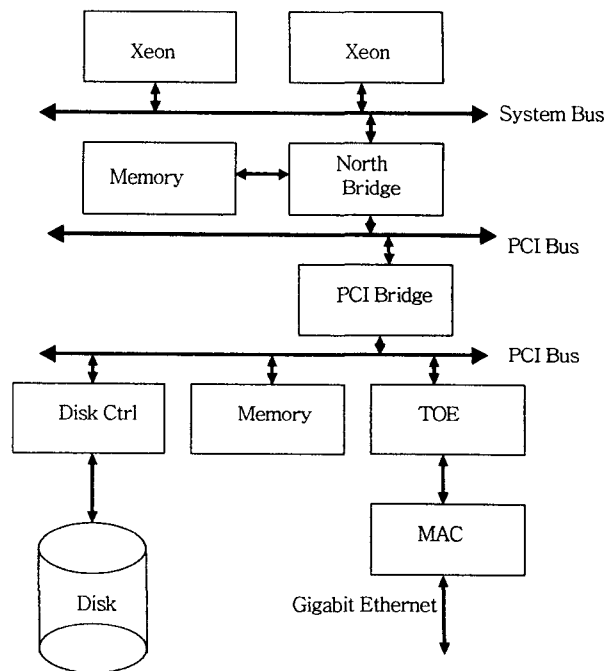 Xeon
Xeon
System Bus
Memory
North
Bridge
PCI Bus
PCI Bridge
PCI Bus
Disk Ctrl
Memory
TOE
MAC
Disk
Gigabit Ethernet